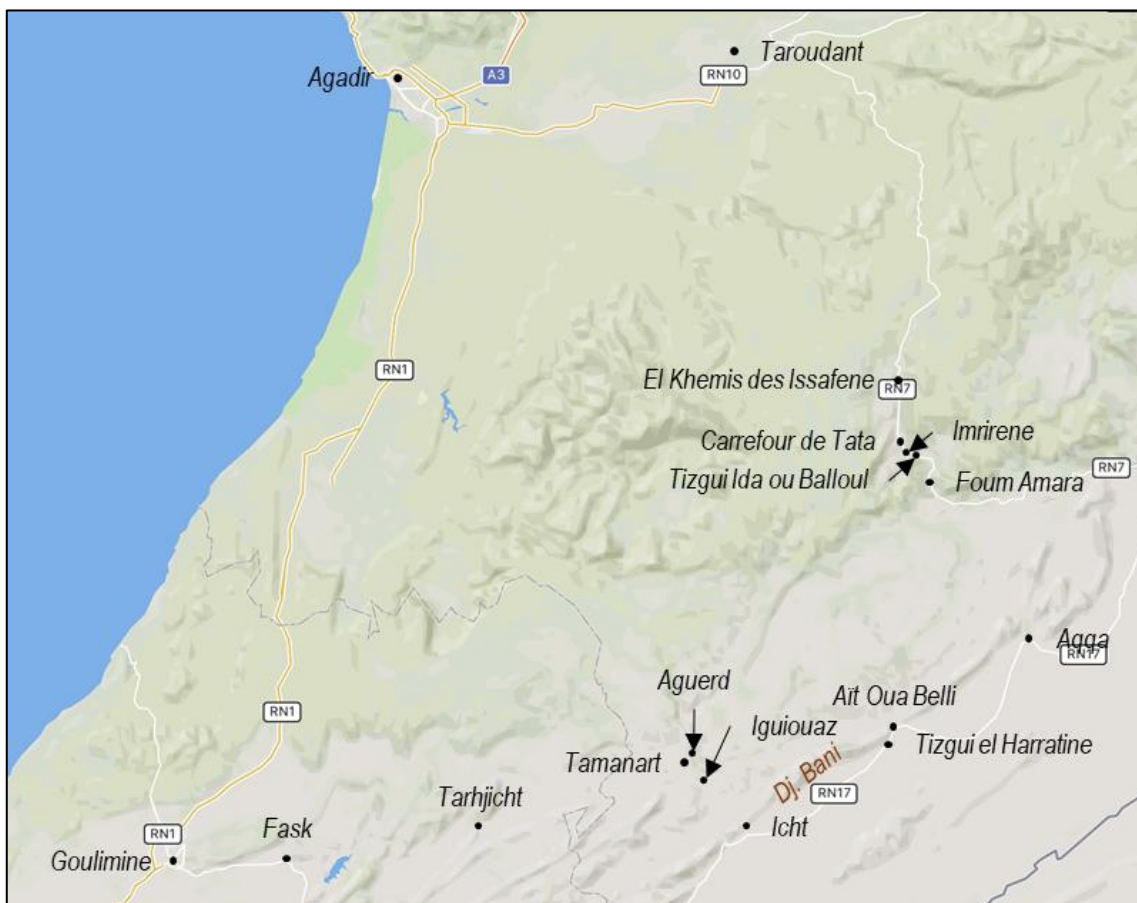 Taroudant
Agadir
A3
RN10
RN1
El Khemis des Issafene
RN7
Carrefour de Tata
Imrirene
Tizgui Ida ou Balloul
Foum Amara
RN7
Agga
RN17
Aguerd
Aït Oua Belli
Iguiouaz
RN1
Tizgui el Harratine
Tamanart
Dj. Bani
RN17
Tarhjicht
Icht
RN1
Fask
Goulimine